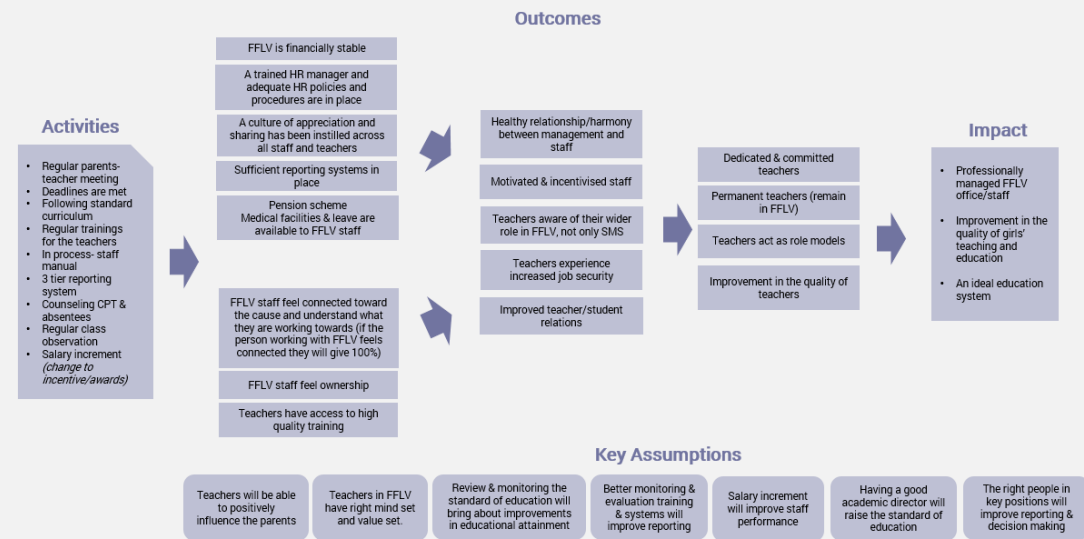 Outcomes
Activities
• Regular parents-
teacher meeting
• Deadlines are met
• Following standard
curriculum
• Regular trainings
for the teachers
• In process- staff
manual
• 3 tier reporting
system
• Counseling CPT &
absentees
• Regular class
observation
• Salary increment
(change to
incentive/awards)
FFLV is financially stable
A trained HR manager and
adequate HR policies and
procedures are in place
A culture of appreciation and
sharing has been instilled across
all staff and teachers
Sufficient reporting systems in
place
Pension scheme
Medical facilities & leave are
available to FFLV staff
FFLV staff feel connected toward
the cause and understand what
they are working towards (if the
person working with FFLV feels
connected they will give 100%)
FFLV staff feel ownership
Teachers have access to high
quality training
Healthy relationship/harmony
between management and
staff
Motivated & incentivised staff
Teachers aware of their wider
role in FFLV, not only SMS
Teachers experience
increased job security
Improved teacher/student
relations
Dedicated & committed
teachers
Permanent teachers (remain
in FFLV)
Teachers act as role models
Improvement in the quality of
teachers
Impact
• Professionally
managed FFLV
office/staff
• Improvement in the
quality of girls'
teaching and
education
• An ideal education
system
Key Assumptions
Teachers will be able
to positively
influence the parents
Teachers in FFLV
have right mind set
and value set.
Review & monitoring the
standard of education will
bring about improvements
in educational attainment
Better monitoring &
evaluation training
& systems will
improve reporting
Salary increment
will improve staff
performance
Having a good
academic director will
raise the standard of
education
The right people in
key positions will
improve reporting &
decision making